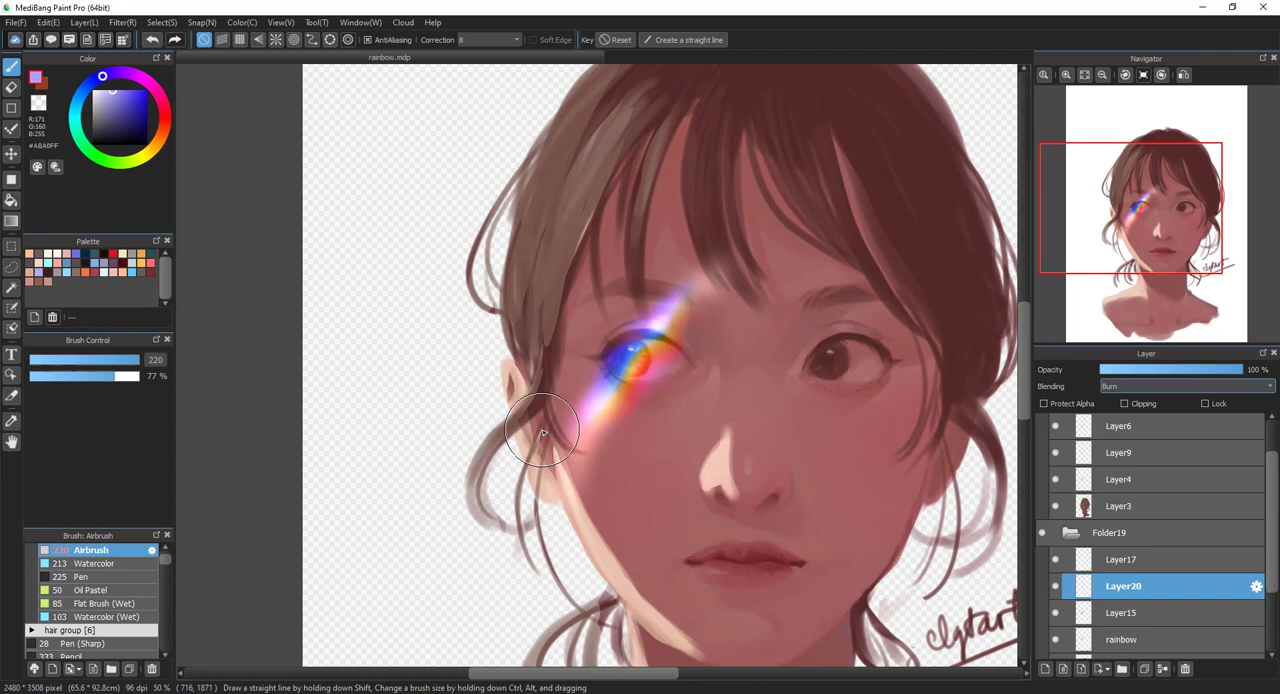 MediBang Paint Pro (64bit)
File(F) Edit(E) Layer(L) Filter(R) Select(S) Snap(N) Color(C) View(V) Tool(T) Window(W) Cloud Help
AntiAliasing Correction 8 Soft Edge Key Reset Create a straight line
Color
rainbow.mdp
Navigator
R:171
G:160
B:255
#ABA0FF
Palette
---
Brush Control
220
77 %
Layer
Opacity 100 %
Blending Burn
Protect Alpha Clipping Lock
Layer6
Layer9
Layer4
Layer3
Folder19
Layer17
Layer20
Layer15
rainbow
Brush: Airbrush
220 Airbrush
213 Watercolor
225 Pen
50 Oil Pastel
85 Flat Brush (Wet)
103 Watercolor (Wet)
hair group [6]
28 Pen (Sharp)
333 Pencil
2480 * 3508 pixel (65.6 * 92.8cm) 96 dpi 50 % ( 716, 1871 ) Draw a straight line by holding down Shift, Change a brush size by holding down Ctrl, Alt, and dragging